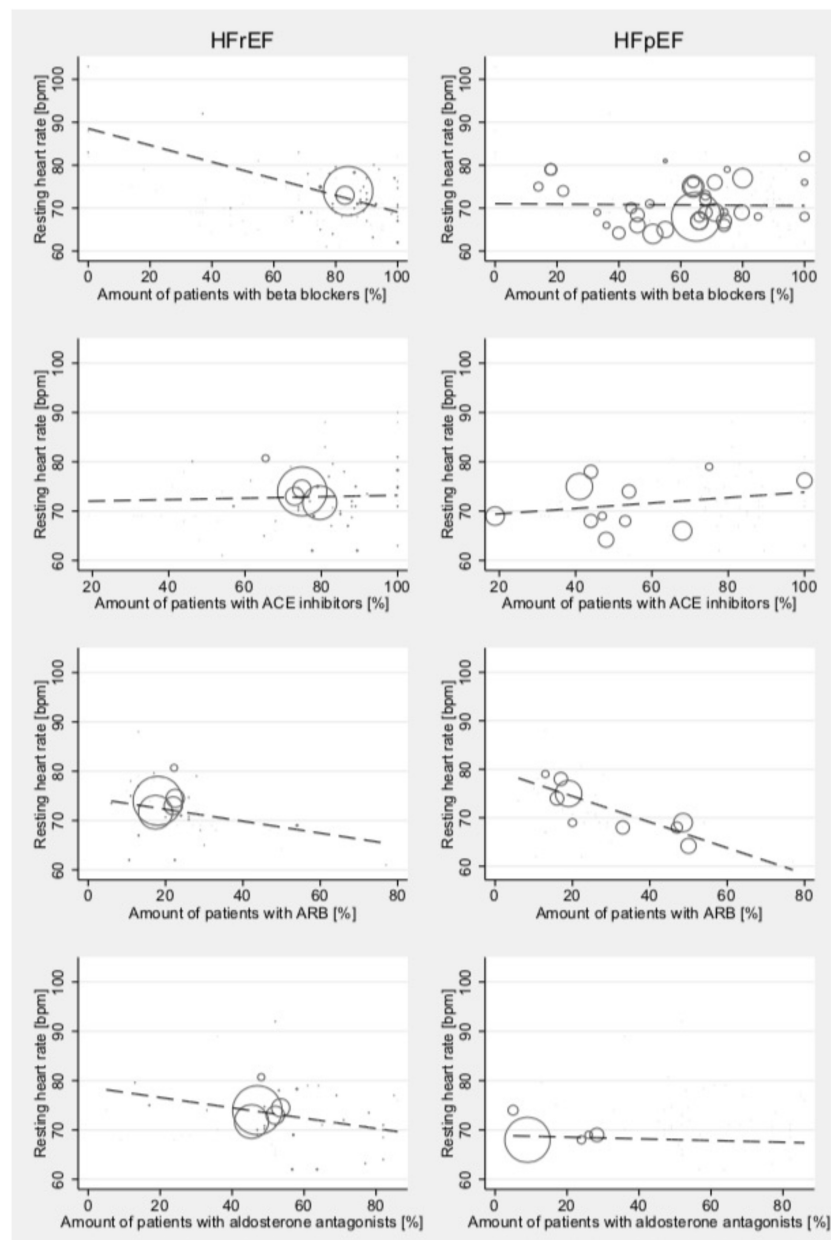 HFrEF HFpEF
Resting heart rate [bpm]
100
90
80
70
60
0 20 40 60 80 100
Amount of patients with beta blockers [%]
Resting heart rate [bpm]
100
90
80
70
60
0 20 40 60 80 100
Amount of patients with beta blockers [%]
Resting heart rate [bpm]
100
90
80
70
60
20 40 60 80 100
Amount of patients with ACE inhibitors [%]
Resting heart rate [bpm]
100
90
80
70
60
20 40 60 80 100
Amount of patients with ACE inhibitors [%]
Resting heart rate [bpm]
100
90
80
70
60
0 20 40 60 80
Amount of patients with ARB [%]
Resting heart rate [bpm]
100
90
80
70
60
0 20 40 60 80
Amount of patients with ARB [%]
Resting heart rate [bpm]
100
90
80
70
60
0 20 40 60 80
Amount of patients with aldosterone antagonists [%]
Resting heart rate [bpm]
100
90
80
70
60
0 20 40 60 80
Amount of patients with aldosterone antagonists [%]